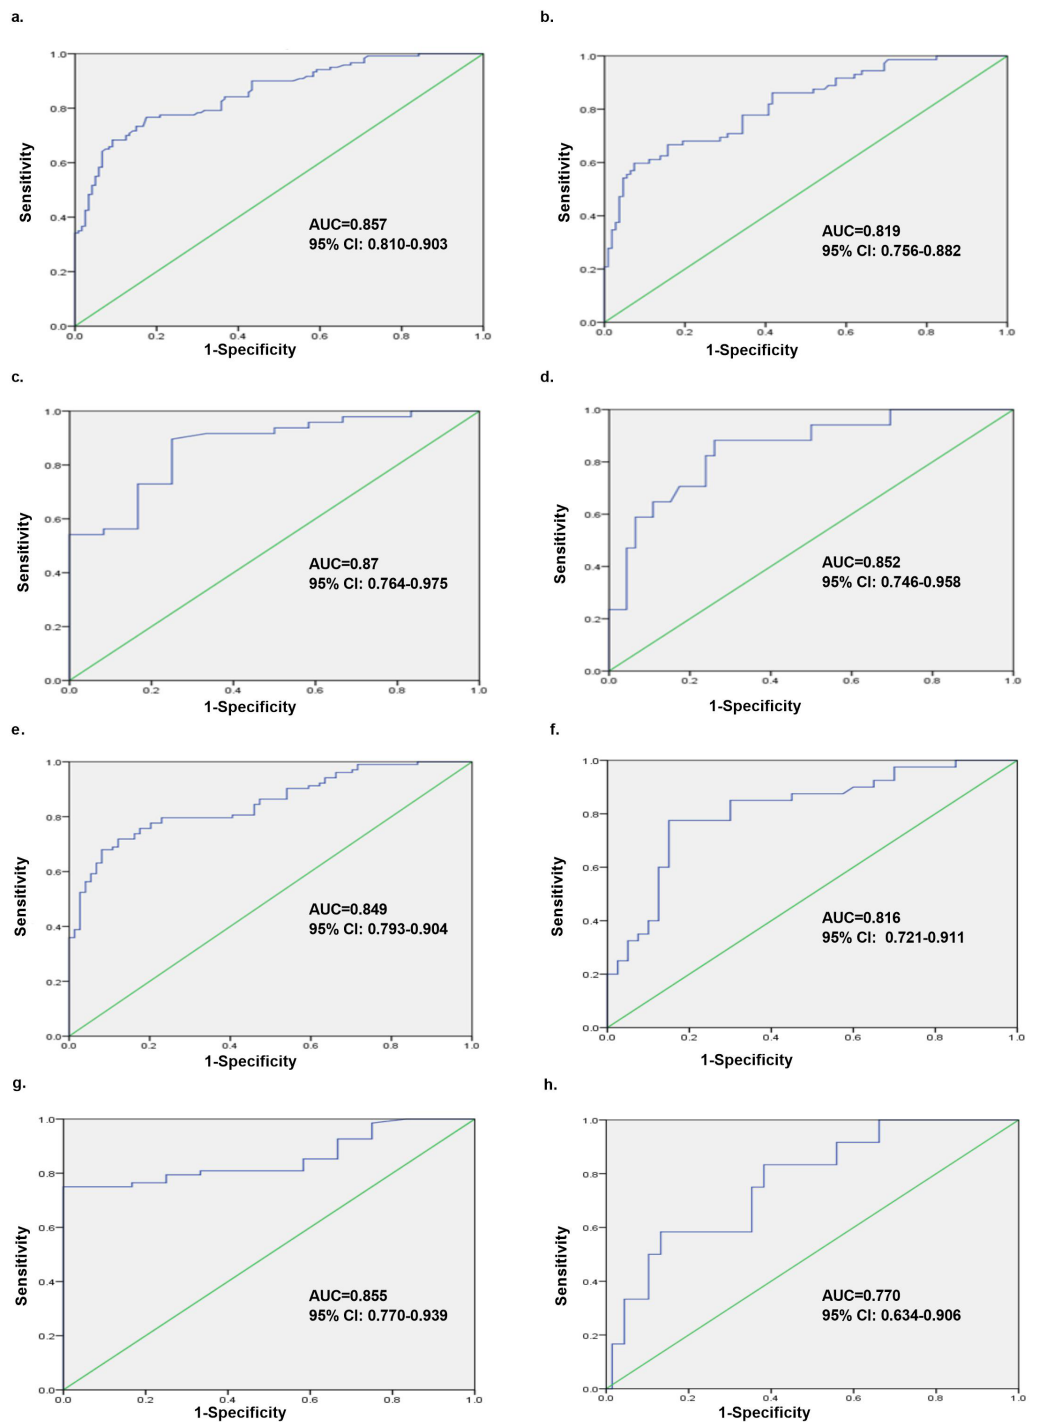 a.
1.0
0.8
0.6
0.4
0.2
0.0
Sensitivity
AUC=0.857
95% CI: 0.810-0.903
0.0 0.2 0.4 0.6 0.8 1.0
1-Specificity
b.
1.0
0.8
0.6
0.4
0.2
0.0
Sensitivity
AUC=0.819
95% CI: 0.756-0.882
0.0 0.2 0.4 0.6 0.8 1.0
1-Specificity
c.
1.0
0.8
0.6
0.4
0.2
0.0
Sensitivity
AUC=0.87
95% CI: 0.764-0.975
0.0 0.2 0.4 0.6 0.8 1.0
1-Specificity
d.
1.0
0.8
0.6
0.4
0.2
0.0
Sensitivity
AUC=0.852
95% CI: 0.746-0.958
0.0 0.2 0.4 0.6 0.8 1.0
1-Specificity
e.
1.0
0.8
0.6
0.4
0.2
0.0
Sensitivity
AUC=0.849
95% CI: 0.793-0.904
0.0 0.2 0.4 0.6 0.8 1.0
1-Specificity
f.
1.0
0.8
0.6
0.4
0.2
0.0
Sensitivity
AUC=0.816
95% CI: 0.721-0.911
0.0 0.2 0.4 0.6 0.8 1.0
1-Specificity
g.
1.0
0.8
0.6
0.4
0.2
0.0
Sensitivity
AUC=0.855
95% CI: 0.770-0.939
0.0 0.2 0.4 0.6 0.8 1.0
1-Specificity
h.
1.0
0.8
0.6
0.4
0.2
0.0
Sensitivity
AUC=0.770
95% CI: 0.634-0.906
0.0 0.2 0.4 0.6 0.8 1.0
1-Specificity